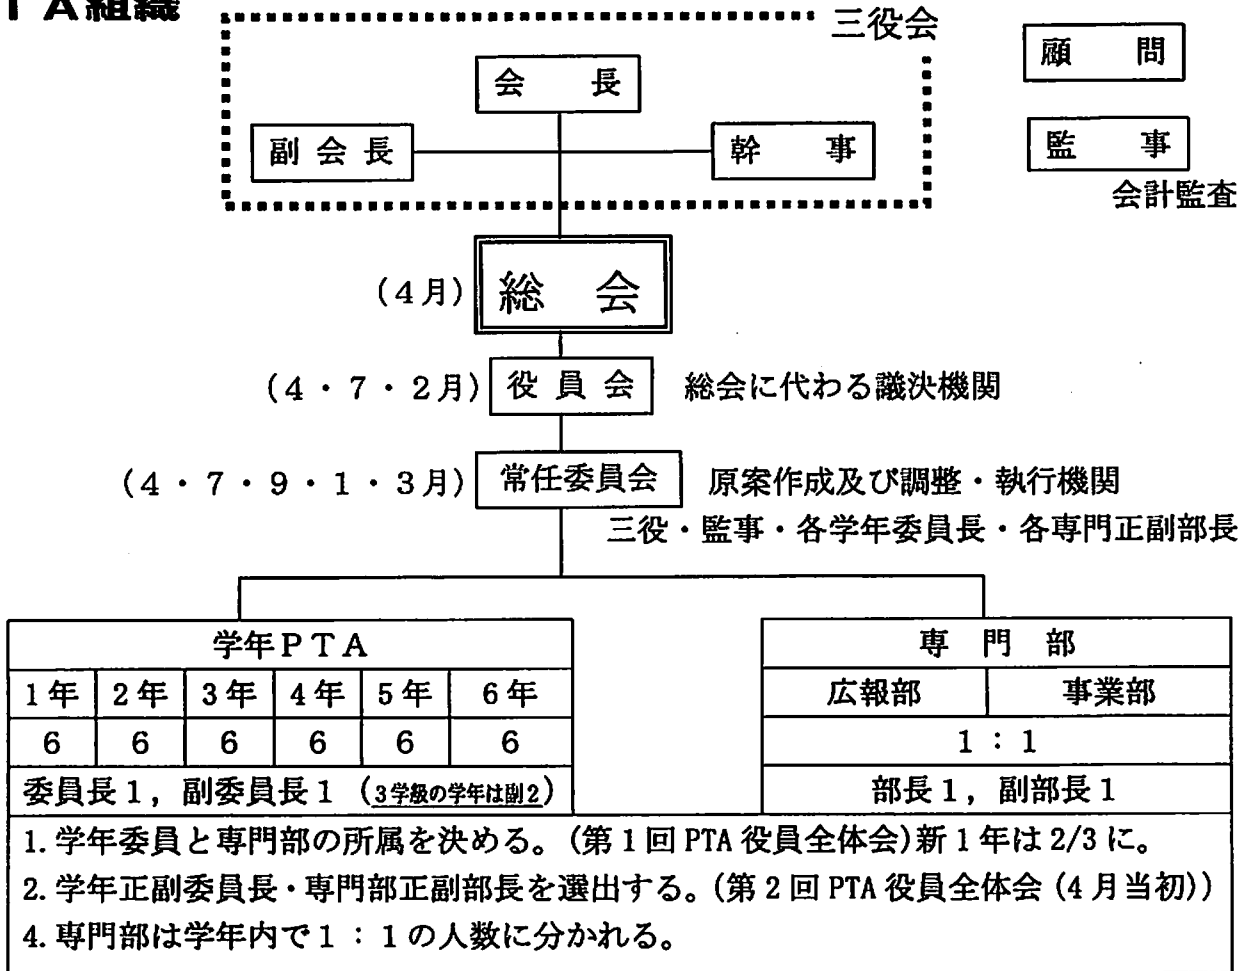 TA組織
三役会
顧 問
会 長
副 会 長
幹 事
監 事
会計監査
(4月) 総 会
(4・7・2月) 役 員 会 総会に代わる議決機関
(4・7・9・1・3月) 常任委員会 原案作成及び調整・執行機関
三役・監事・各学年委員長・各専門正副部長
学年PTA
1年 2年 3年 4年 5年 6年
6 6 6 6 6 6
委員長1，副委員長1 (3学級の学年は副2)
専 門 部
広報部 事業部
1：1
部長1，副部長1
1. 学年委員と専門部の所属を決める。(第1回 PTA 役員全体会)新1年は 2/3 に。
2. 学年正副委員長・専門部正副部長を選出する。(第2回 PTA 役員全体会 (4月当初))
4. 専門部は学年内で1：1の人数に分かれる。